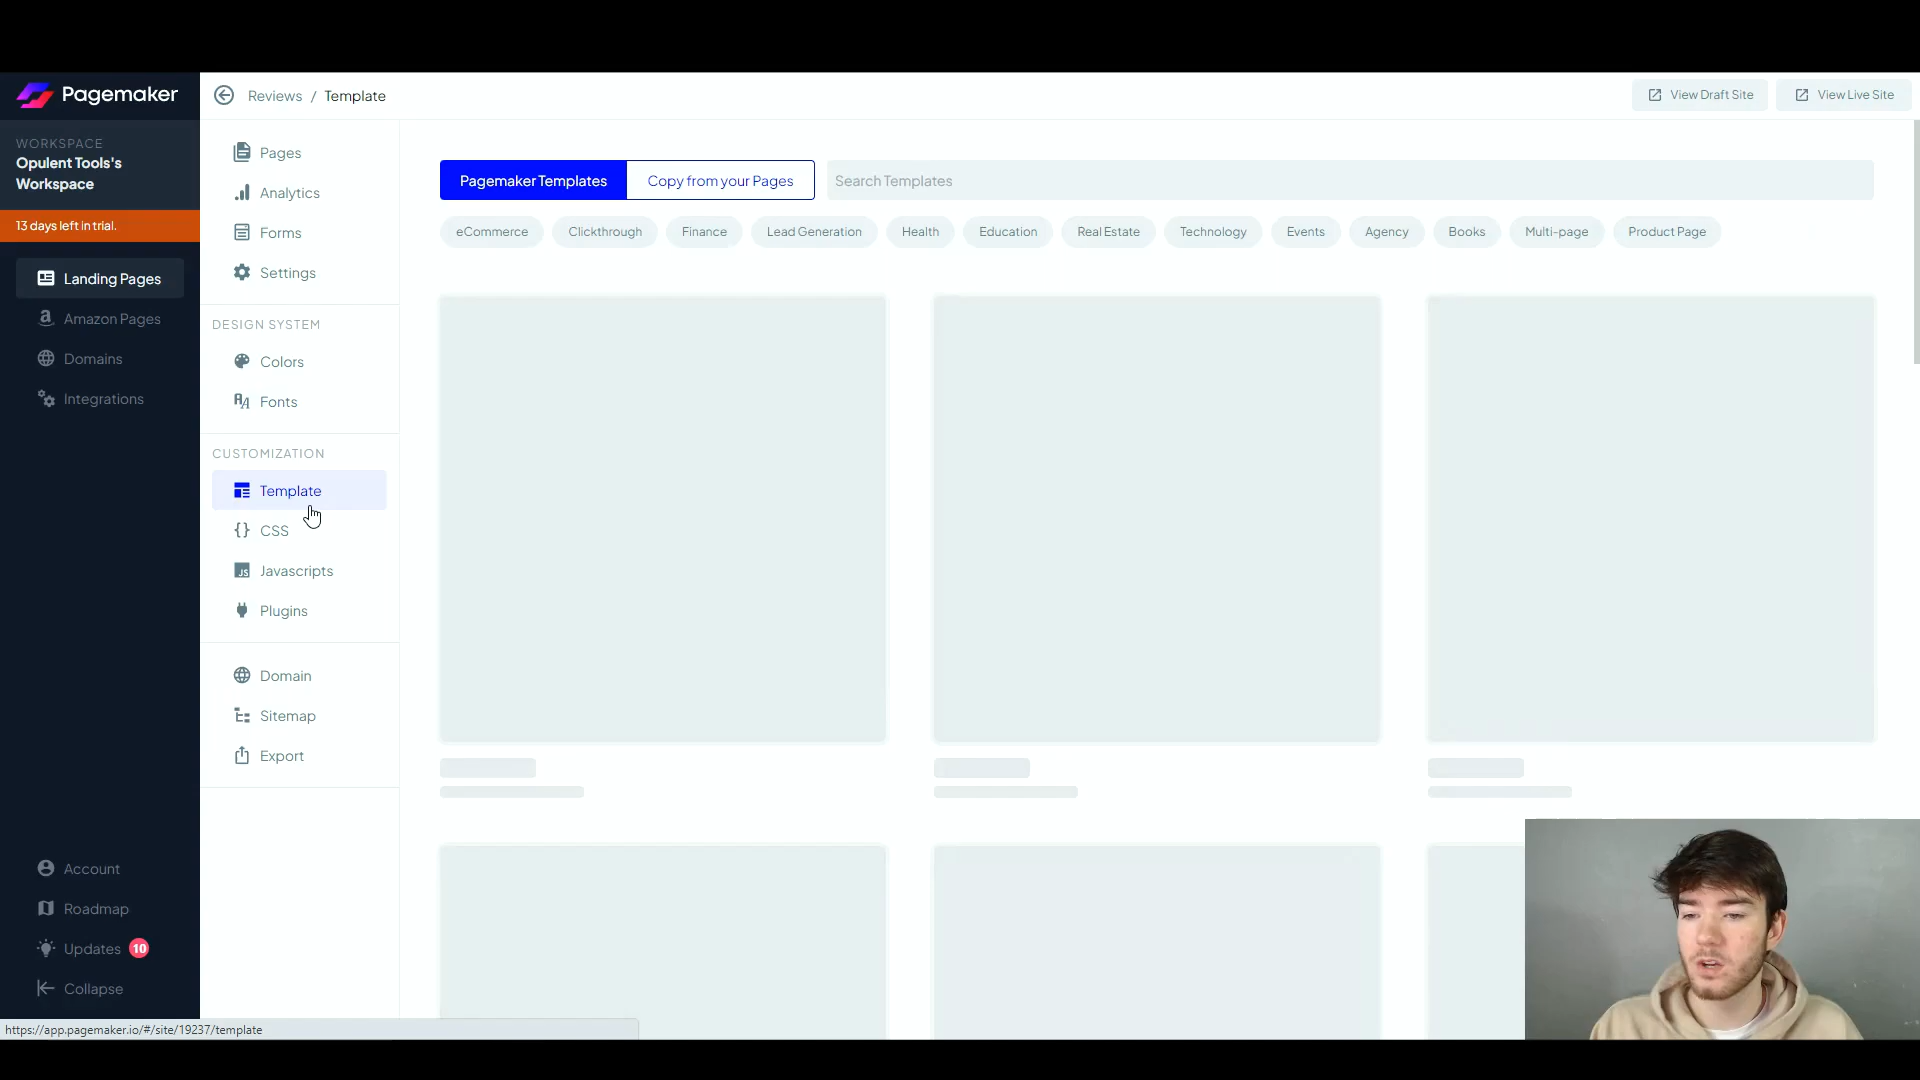 Pagemaker
Reviews / Template
View Draft Site
View Live Site
WORKSPACE
Opulent Tools's
Workspace
13 days left in trial.
Landing Pages
Amazon Pages
Domains
Integrations
Account
Roadmap
Updates 10
Collapse
Pages
Analytics
Forms
Settings
DESIGN SYSTEM
Colors
Fonts
CUSTOMIZATION
Template
CSS
Javascripts
Plugins
Domain
Sitemap
Export
Pagemaker Templates
Copy from your Pages
Search Templates
eCommerce
Clickthrough
Finance
Lead Generation
Health
Education
Real Estate
Technology
Events
Agency
Books
Multi-page
Product Page
https://app.pagemaker.io/#/site/19237/template